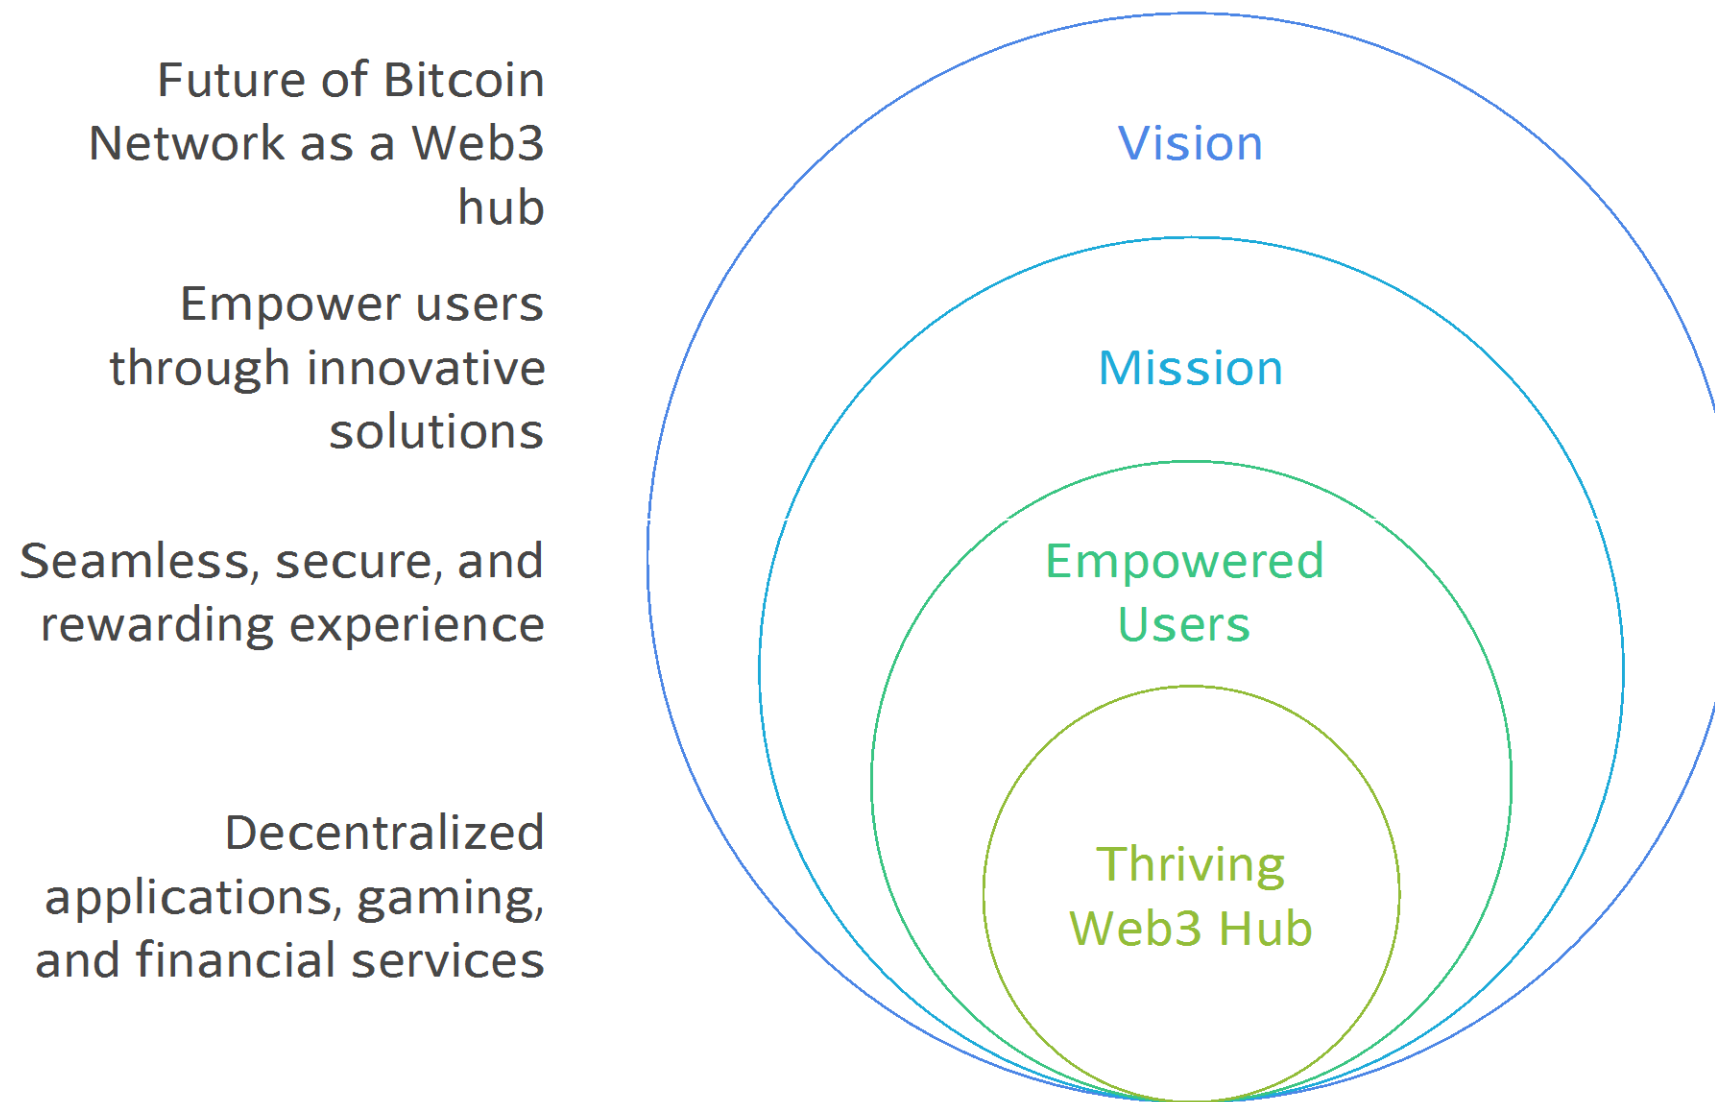 Future of Bitcoin
Network as a Web3
hub
Vision
Empower users
through innovative
solutions
Mission
Seamless, secure, and
rewarding experience
Empowered
Users
Decentralized
applications, gaming,
and financial services
Thriving
Web3 Hub